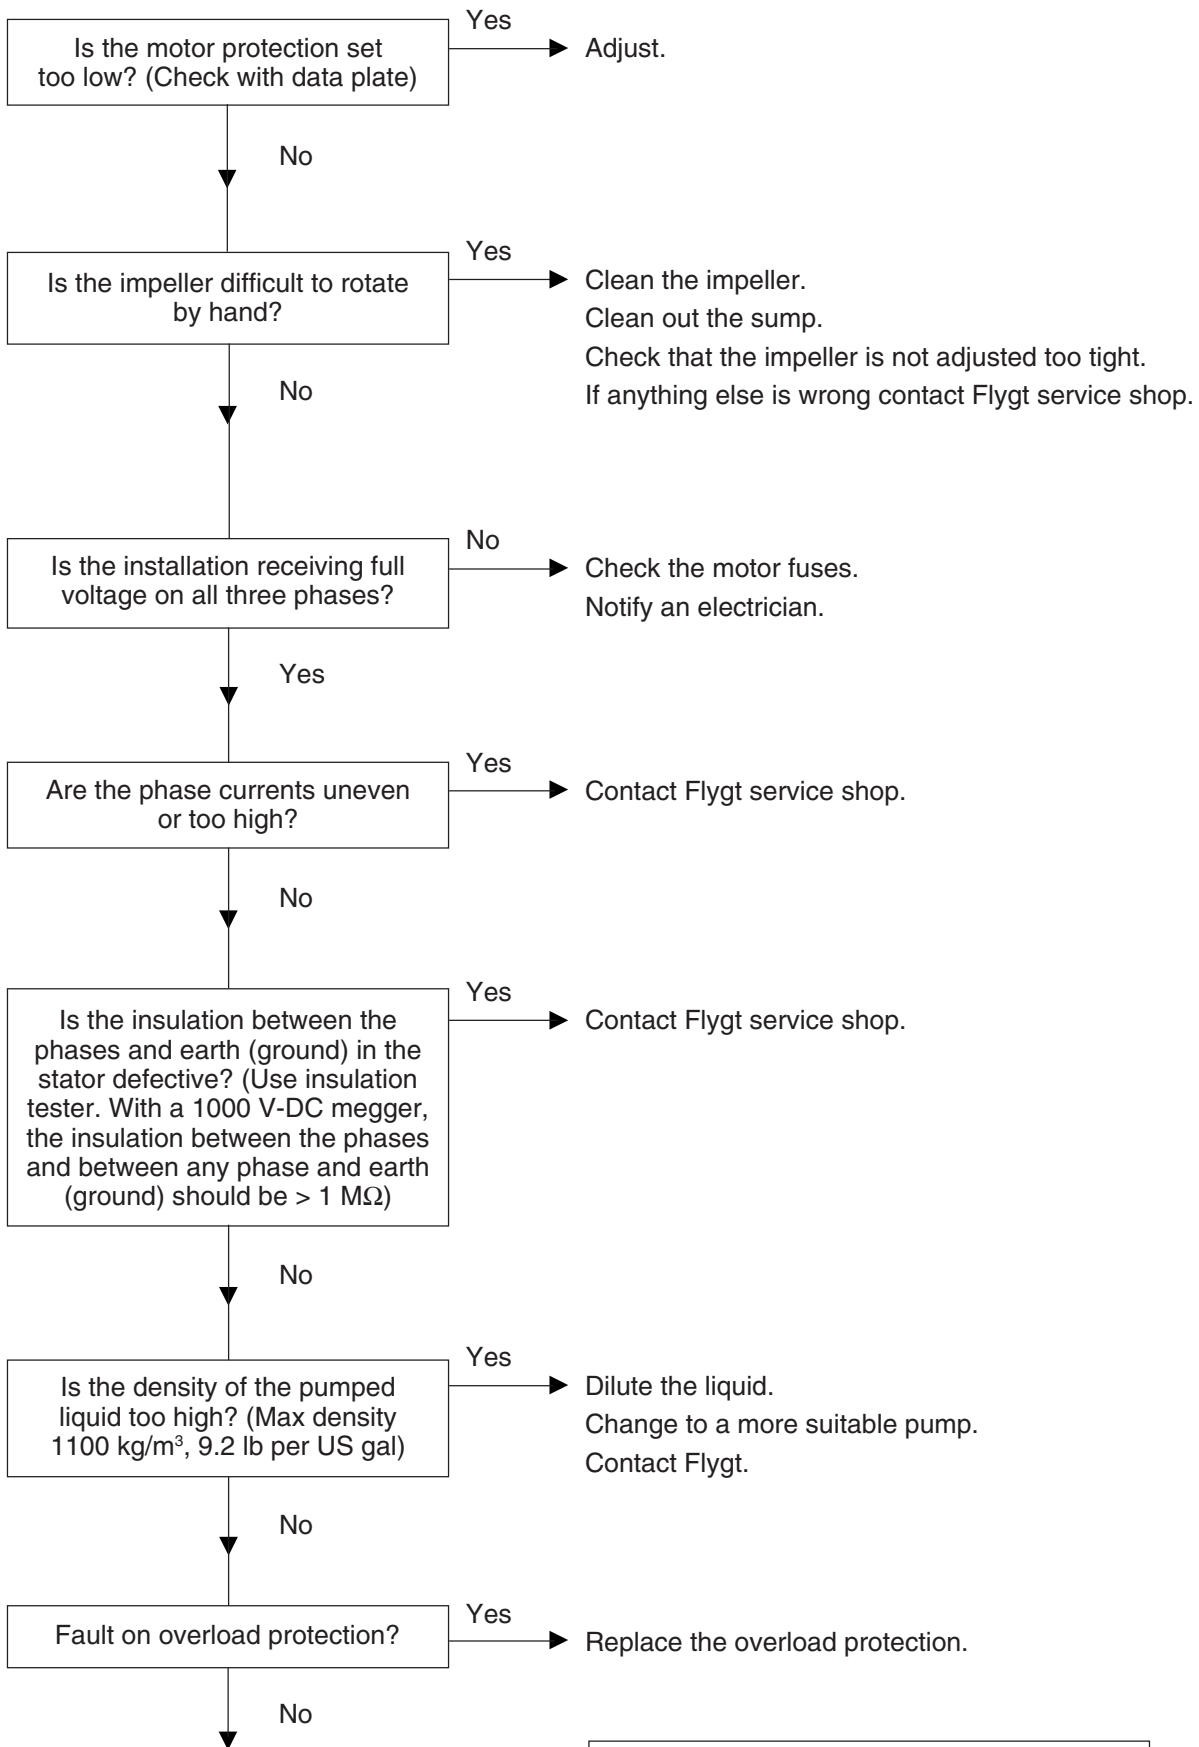 Is the motor protection set
too low? (Check with data plate)
Yes
Adjust.
No
Is the impeller difficult to rotate
by hand?
Yes
Clean the impeller.
Clean out the sump.
Check that the impeller is not adjusted too tight.
If anything else is wrong contact Flygt service shop.
No
Is the installation receiving full
voltage on all three phases?
No
Check the motor fuses.
Notify an electrician.
Yes
Are the phase currents uneven
or too high?
Yes
Contact Flygt service shop.
No
Is the insulation between the
phases and earth (ground) in the
stator defective? (Use insulation
tester. With a 1000 V-DC megger,
the insulation between the phases
and between any phase and earth
(ground) should be > 1 MΩ)
Yes
Contact Flygt service shop.
No
Is the density of the pumped
liquid too high? (Max density
1100 kg/m³, 9.2 lb per US gal)
Yes
Dilute the liquid.
Change to a more suitable pump.
Contact Flygt.
No
Fault on overload protection?
Yes
Replace the overload protection.
No